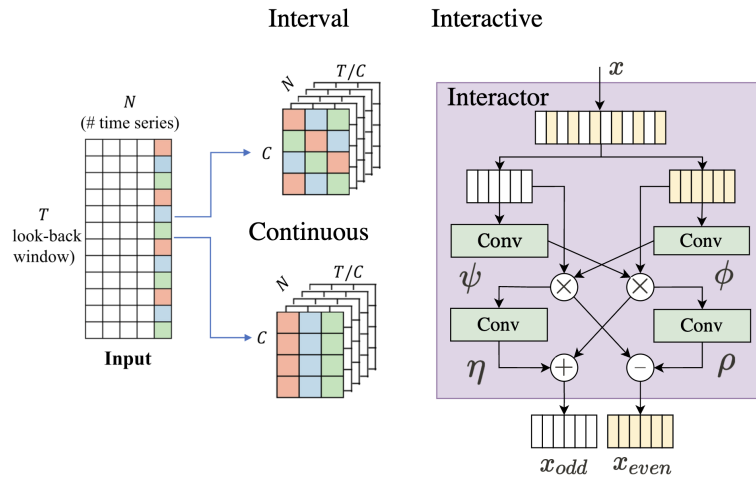 Interval
Interactive
N
(# time series)
T
look-back
window)
Input
N
T/C
C
Continuous
N
T/C
C
x
Interactor
Conv
Conv
ψ
ϕ
×
×
Conv
Conv
η
ρ
+
-
x_odd
x_even